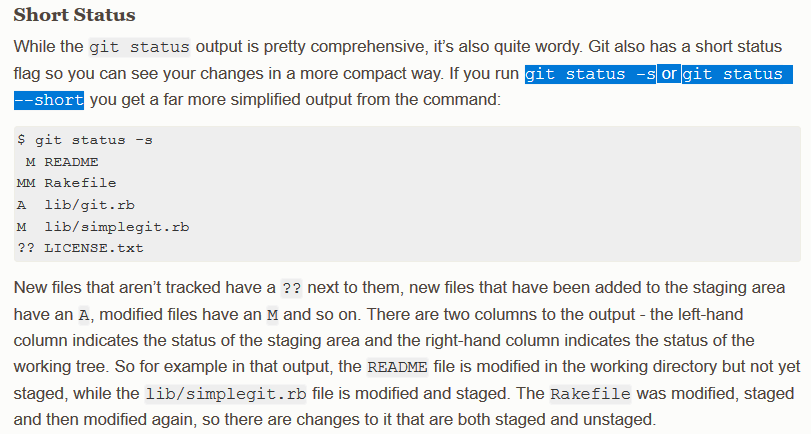 Short Status
While the git status output is pretty comprehensive, it’s also quite wordy. Git also has a short status
flag so you can see your changes in a more compact way. If you run git status -s or git status
--short you get a far more simplified output from the command:
$ git status -s
 M README
MM Rakefile
A  lib/git.rb
M  lib/simplegit.rb
?? LICENSE.txt
New files that aren’t tracked have a ?? next to them, new files that have been added to the staging area
have an A, modified files have an M and so on. There are two columns to the output - the left-hand
column indicates the status of the staging area and the right-hand column indicates the status of the
working tree. So for example in that output, the README file is modified in the working directory but not yet
staged, while the lib/simplegit.rb file is modified and staged. The Rakefile was modified, staged
and then modified again, so there are changes to it that are both staged and unstaged.